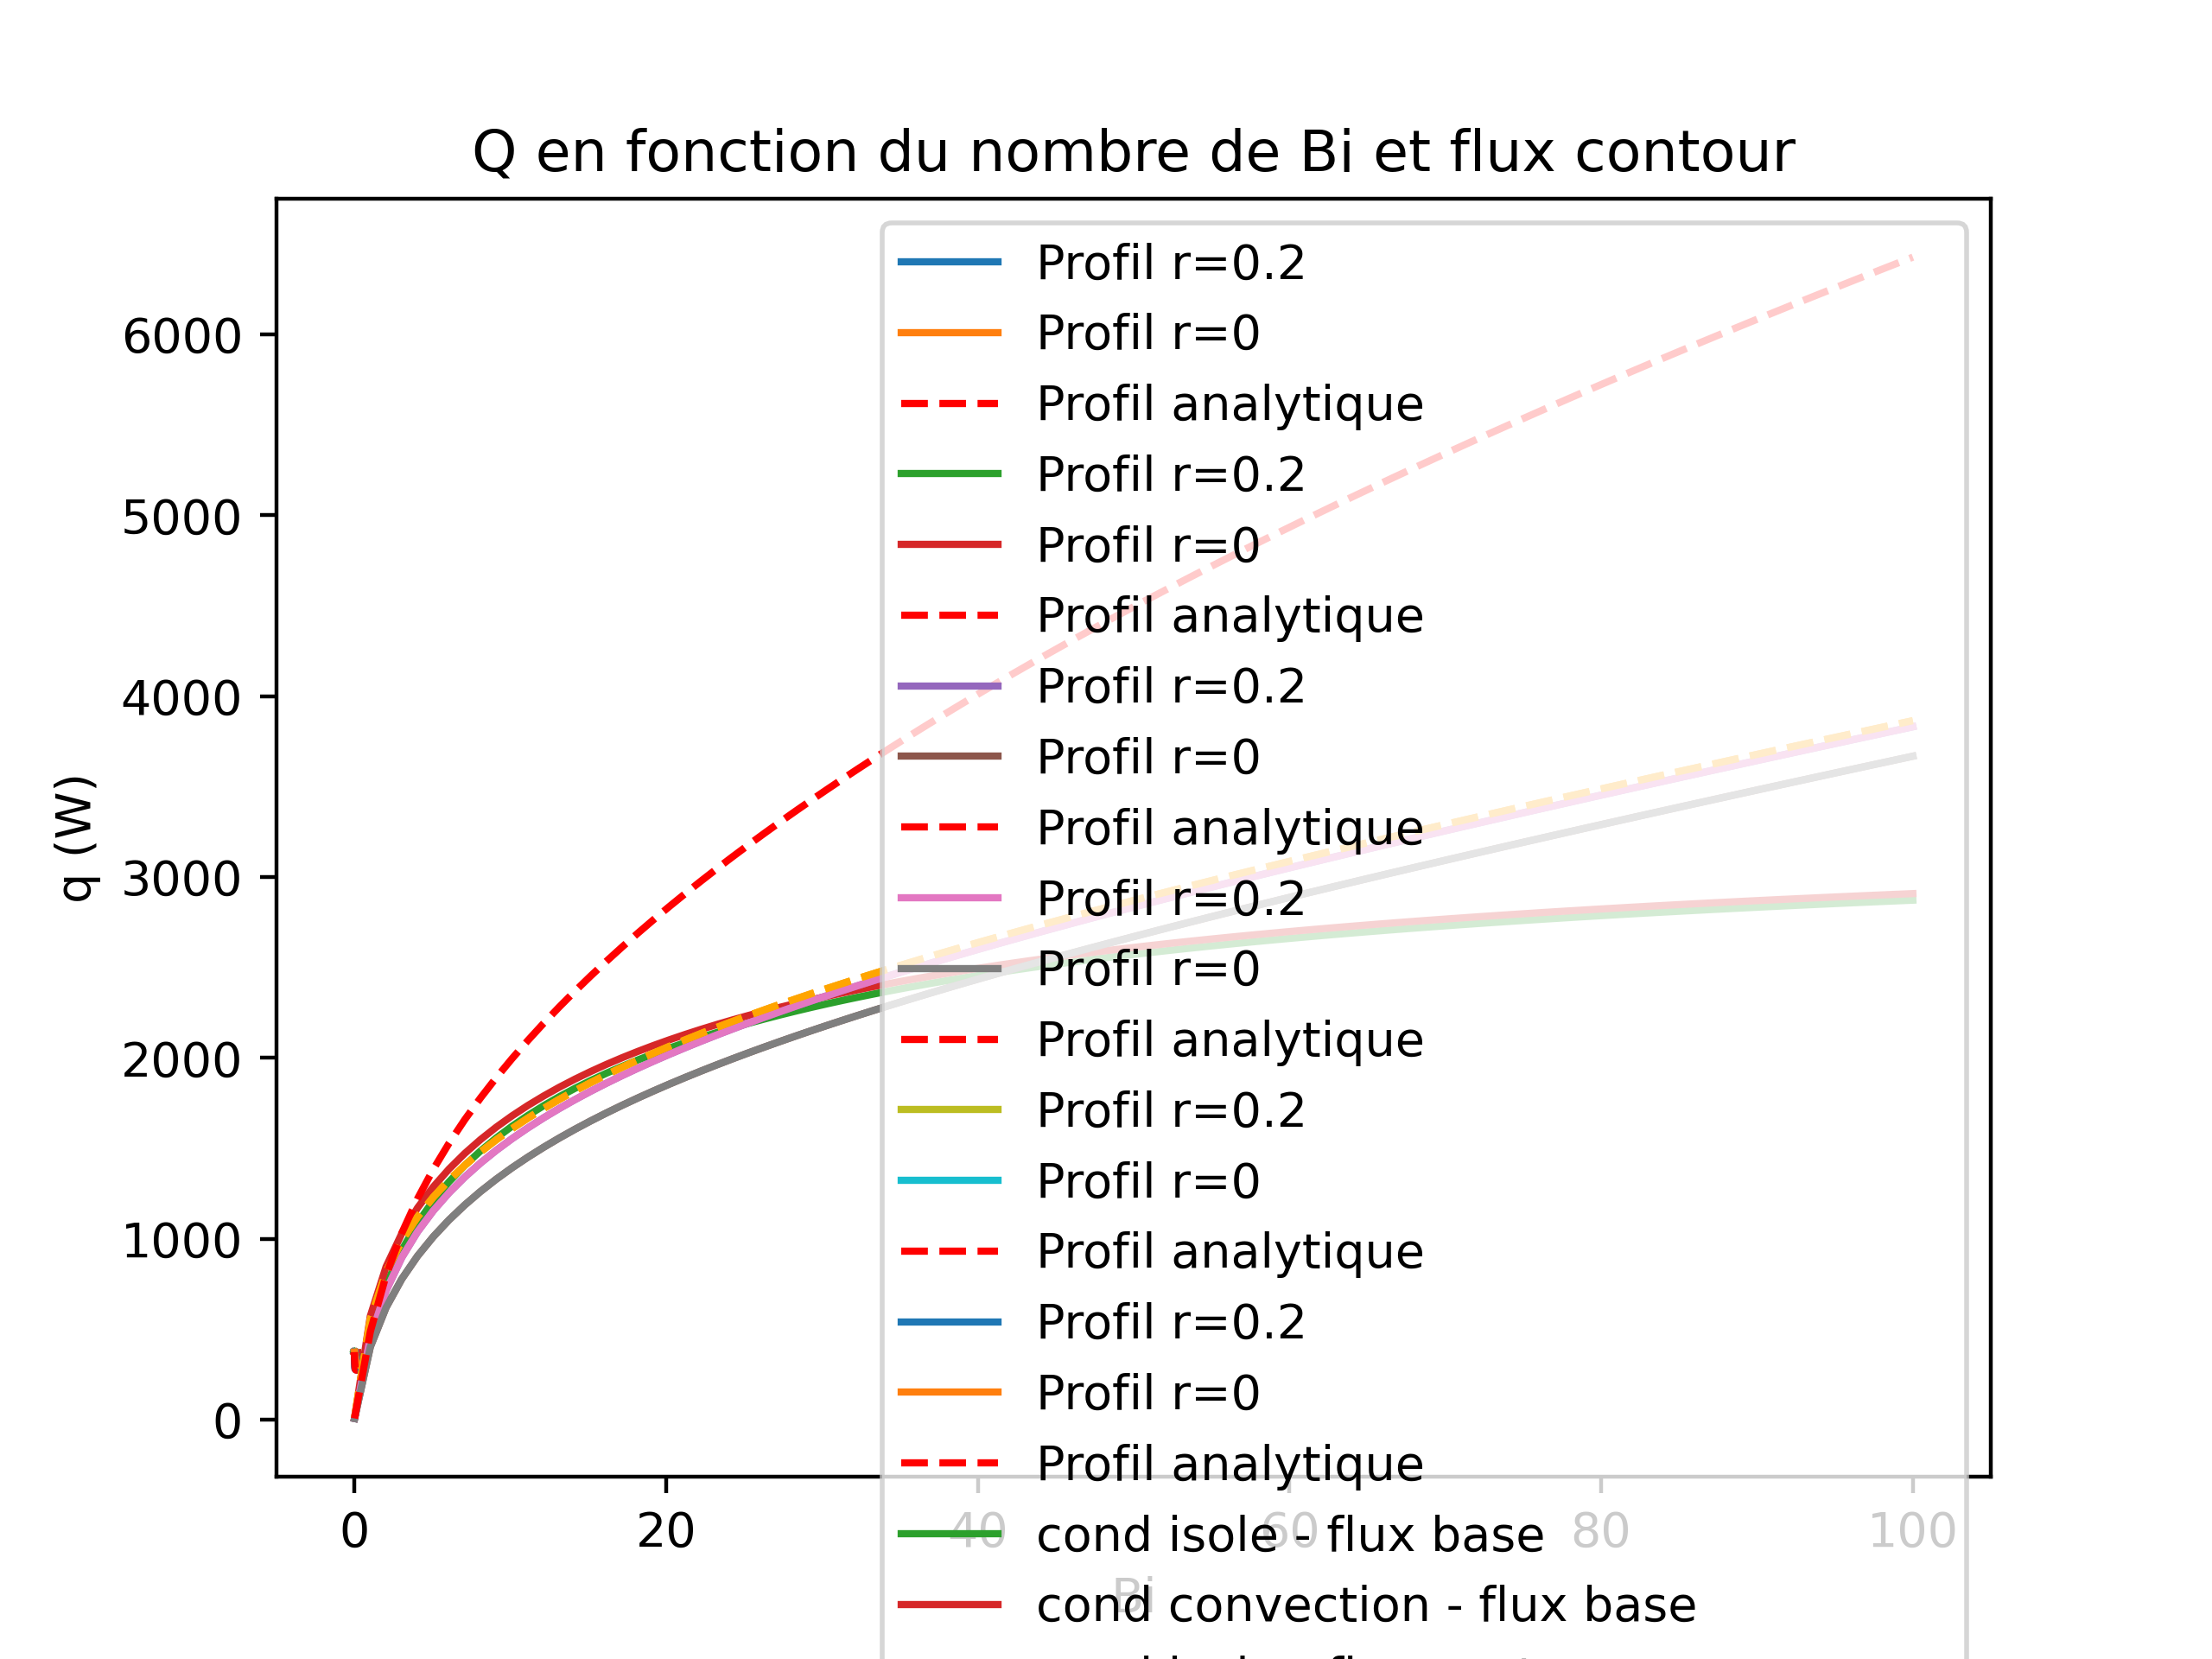 Q en fonction du nombre de Bi et flux contour
q (W)
6000
5000
4000
3000
2000
1000
0
0 20 40 60 80 100
Bi
Profil r=0.2
Profil r=0
Profil analytique
Profil r=0.2
Profil r=0
Profil analytique
Profil r=0.2
Profil r=0
Profil analytique
Profil r=0.2
Profil r=0
Profil analytique
Profil r=0.2
Profil r=0
Profil analytique
Profil r=0.2
Profil r=0
Profil analytique
cond isole - flux base
cond convection - flux base